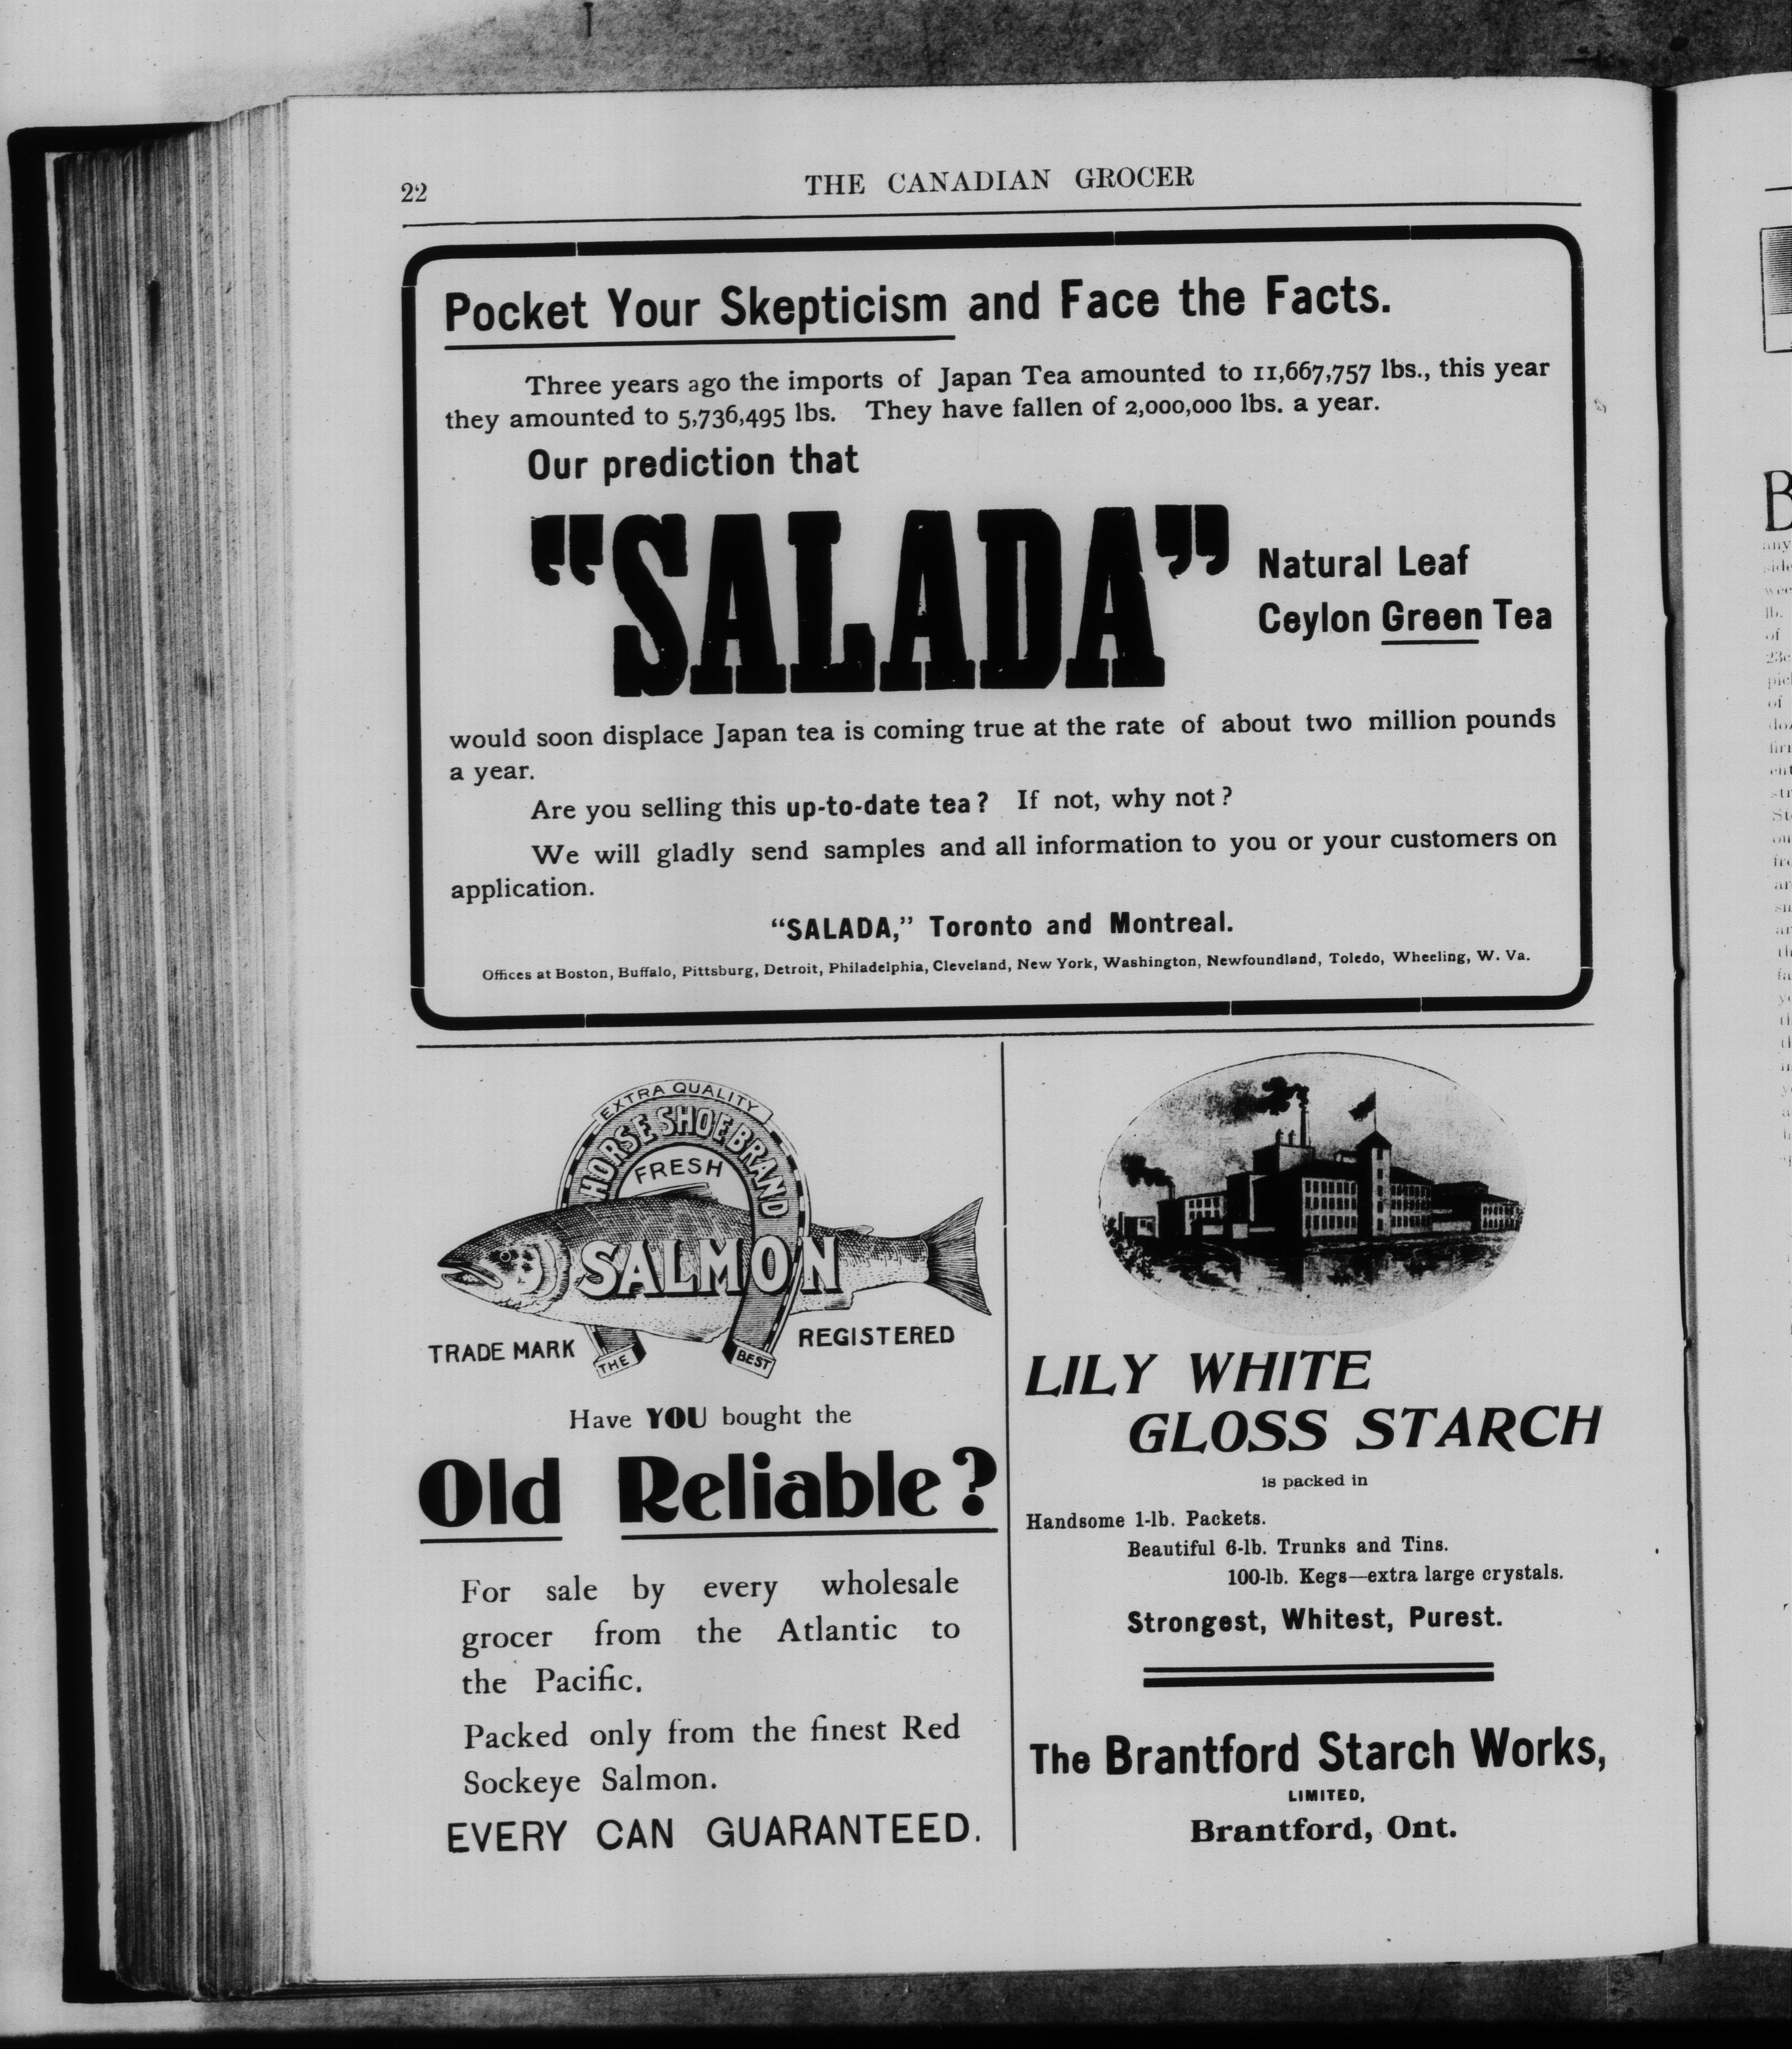 22
THE CANADIAN GROCER
Pocket Your Skepticism and Face the Facts.
Three years ago the imports of Japan Tea amounted to 11,667,757 lbs., this year
they amounted to 5,736,495 lbs. They have fallen of 2,000,000 lbs. a year.
Our prediction that
"SALADA"
Natural Leaf
Ceylon Green Tea
would soon displace Japan tea is coming true at the rate of about two million pounds
a year.
Are you selling this up-to-date tea? If not, why not?
We will gladly send samples and all information to you or your customers on
application.
"SALADA," Toronto and Montreal.
Offices at Boston, Buffalo, Pittsburg, Detroit, Philadelphia, Cleveland, New York, Washington, Newfoundland, Toledo, Wheeling, W. Va.
EXTRA QUALITY
HORSE SHOE BRAND
FRESH
SALMON
TRADE MARK
REGISTERED
THE
BEST
Have YOU bought the
Old Reliable?
For sale by every wholesale
grocer from the Atlantic to
the Pacific.
Packed only from the finest Red
Sockeye Salmon.
EVERY CAN GUARANTEED.
LILY WHITE
GLOSS STARCH
is packed in
Handsome 1-lb. Packets.
Beautiful 6-lb. Trunks and Tins.
100-lb. Kegs—extra large crystals.
Strongest, Whitest, Purest.
The Brantford Starch Works,
LIMITED,
Brantford, Ont.